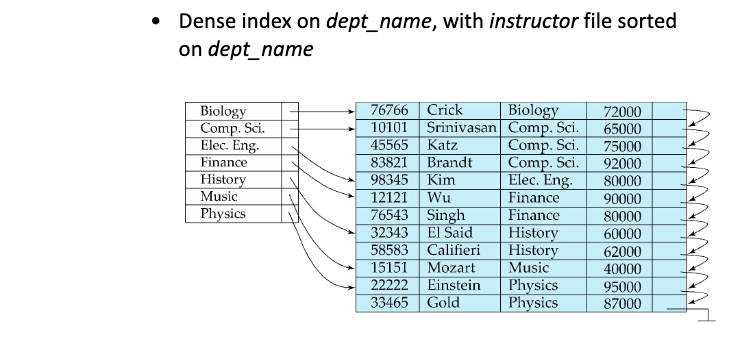 • Dense index on dept_name, with instructor file sorted
on dept_name
Biology
Comp. Sci.
Elec. Eng.
Finance
History
Music
Physics
76766 Crick Biology 72000
10101 Srinivasan Comp. Sci. 65000
45565 Katz Comp. Sci. 75000
83821 Brandt Comp. Sci. 92000
98345 Kim Elec. Eng. 80000
12121 Wu Finance 90000
76543 Singh Finance 80000
32343 El Said History 60000
58583 Califieri History 62000
15151 Mozart Music 40000
22222 Einstein Physics 95000
33465 Gold Physics 87000